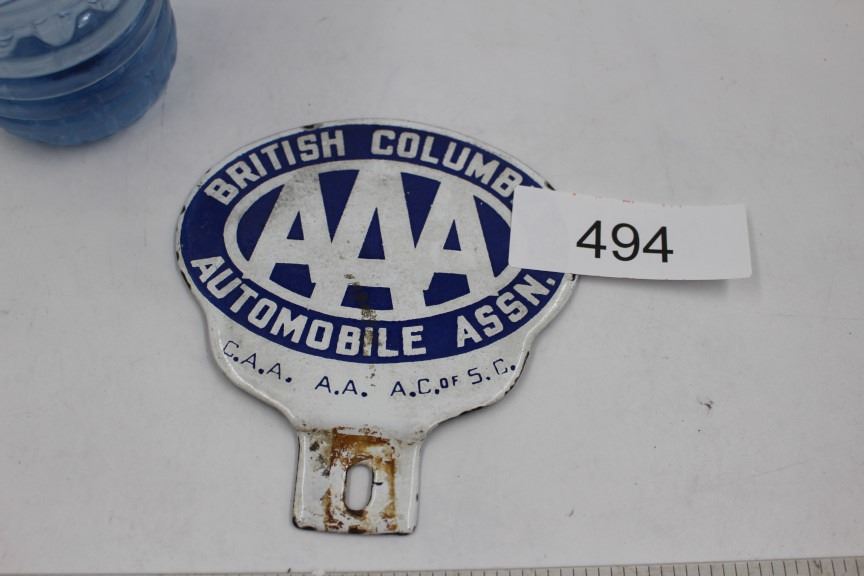 BRITISH COLUMB
AAA
AUTOMOBILE ASSN.
C.A.A. A.A. A.C. OF S.C.
494